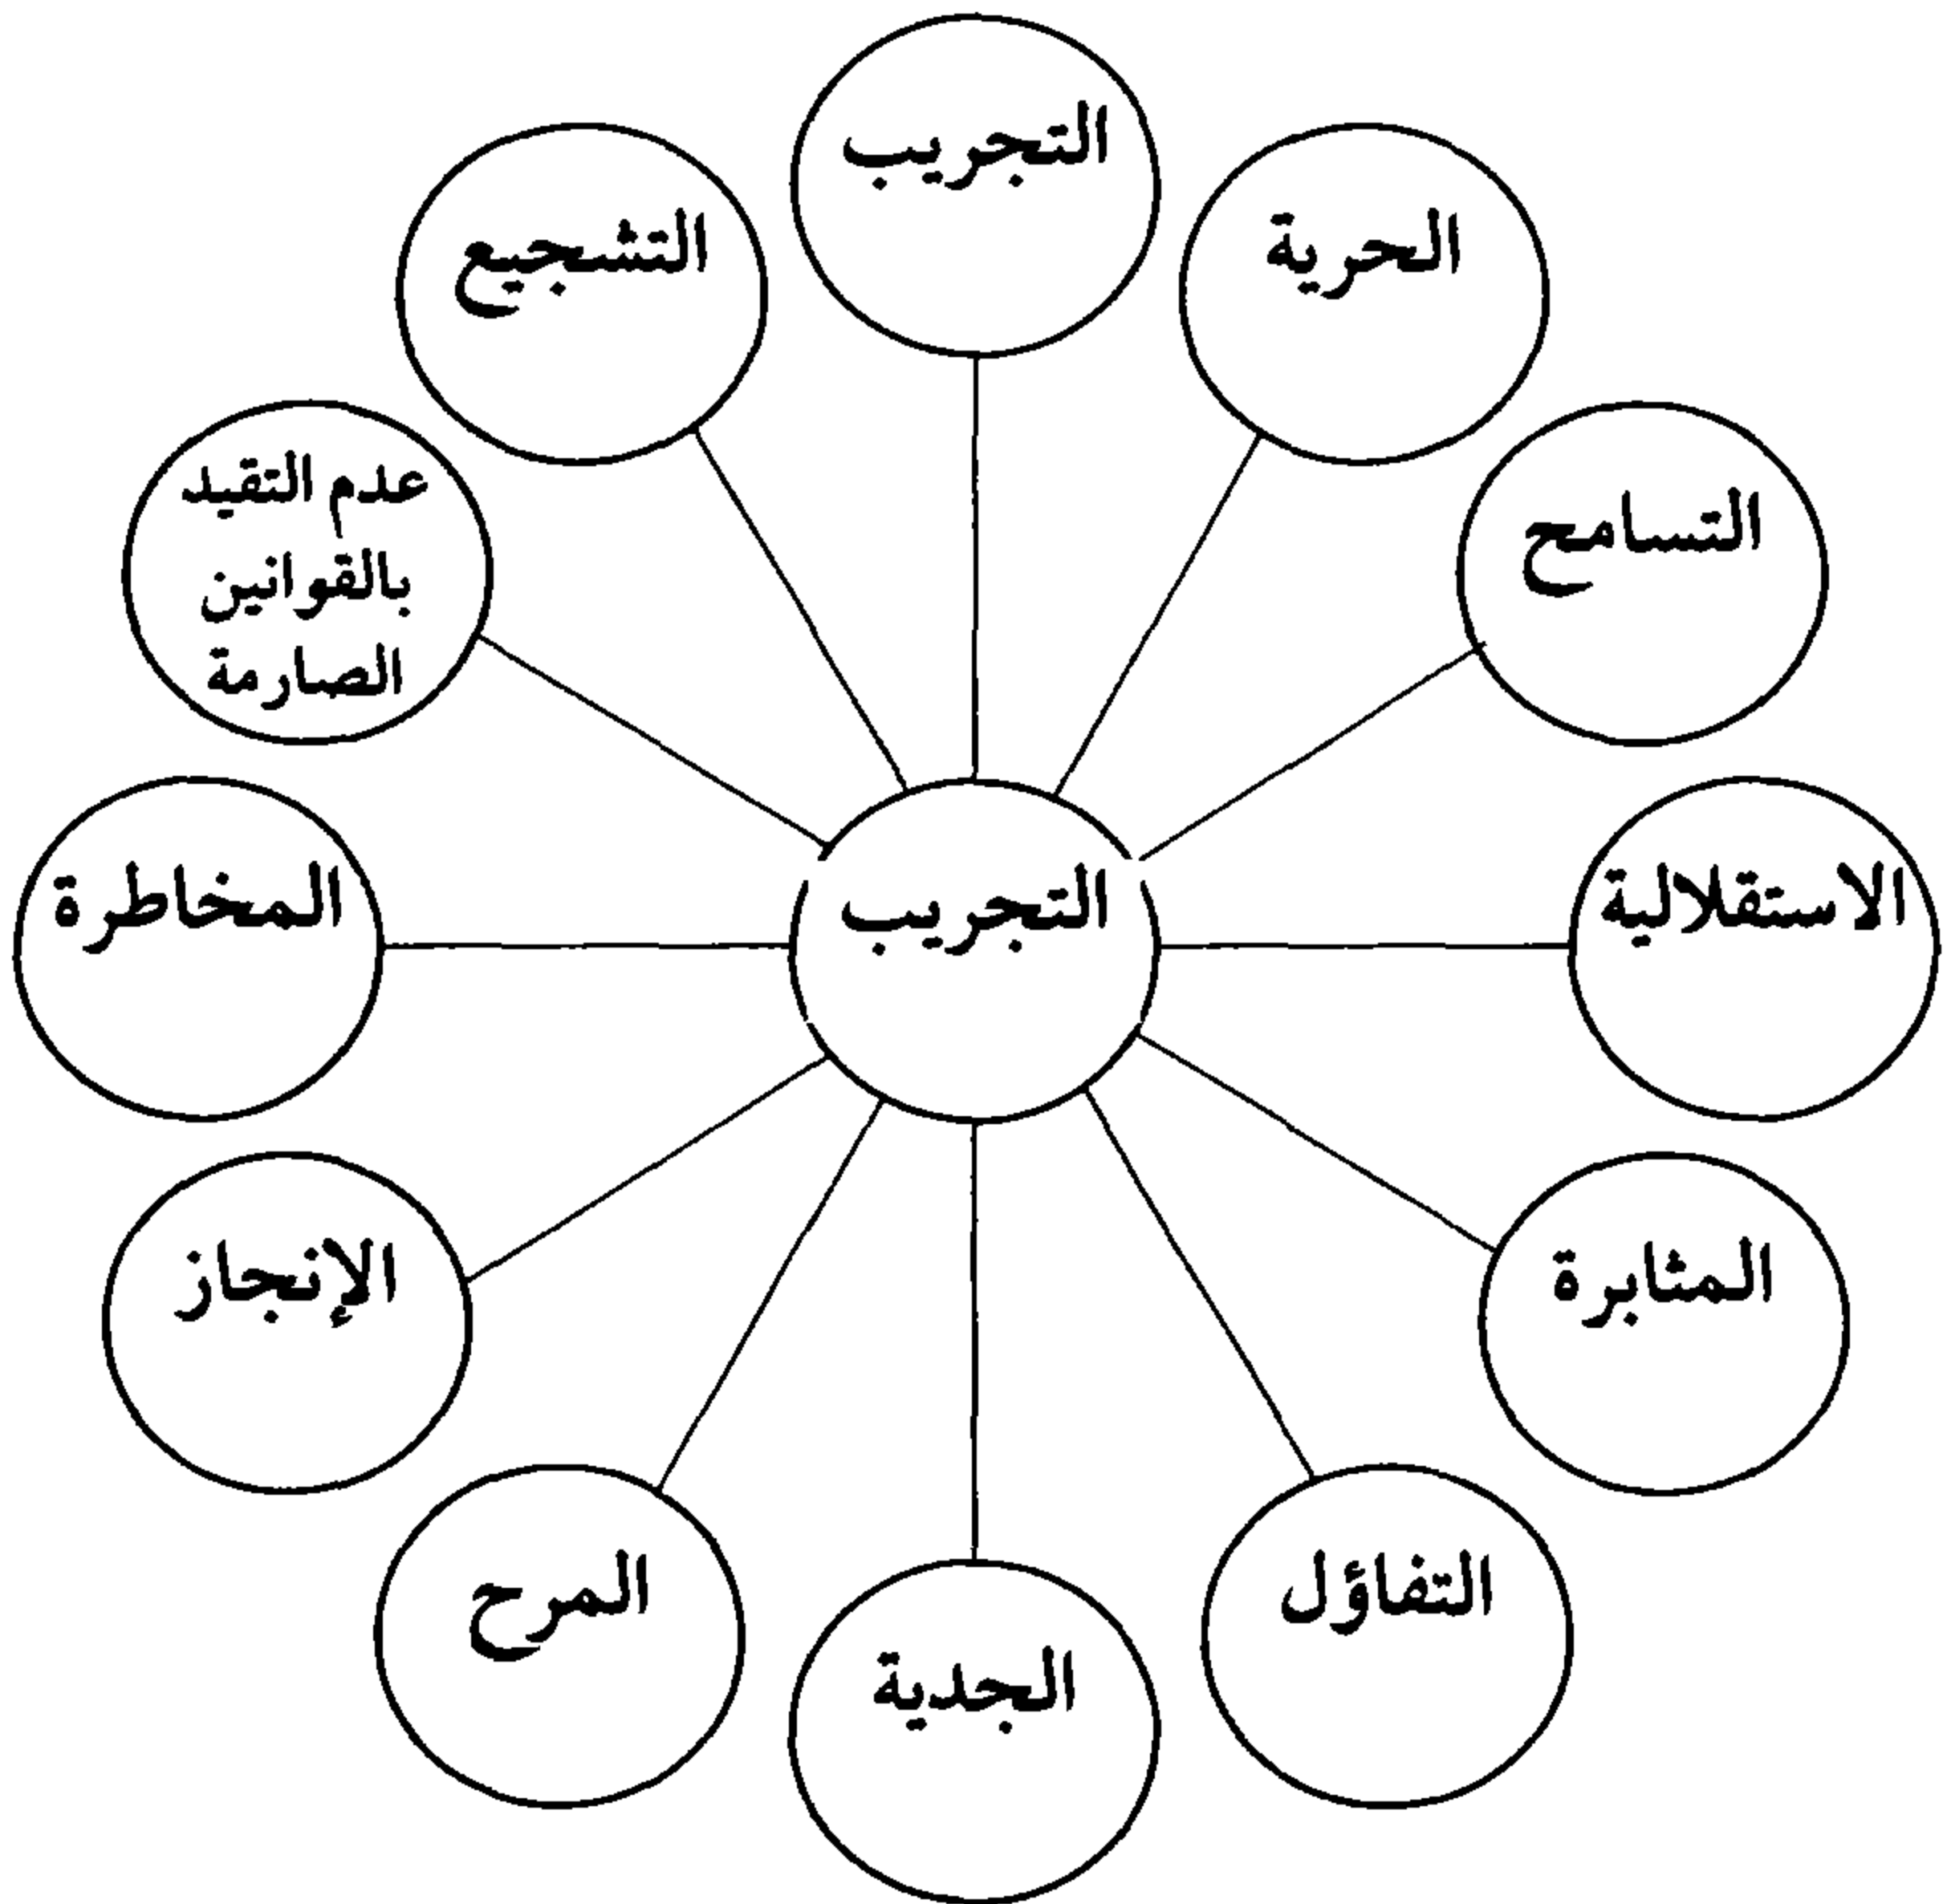 التجريب
الحرية
التشجيع
التسامح
عدم التقيد
بالقوانين
الصارمة
الاستقلالية
التجريب
المخاطرة
المثابرة
الإنجاز
التفاؤل
المرح
الجدية